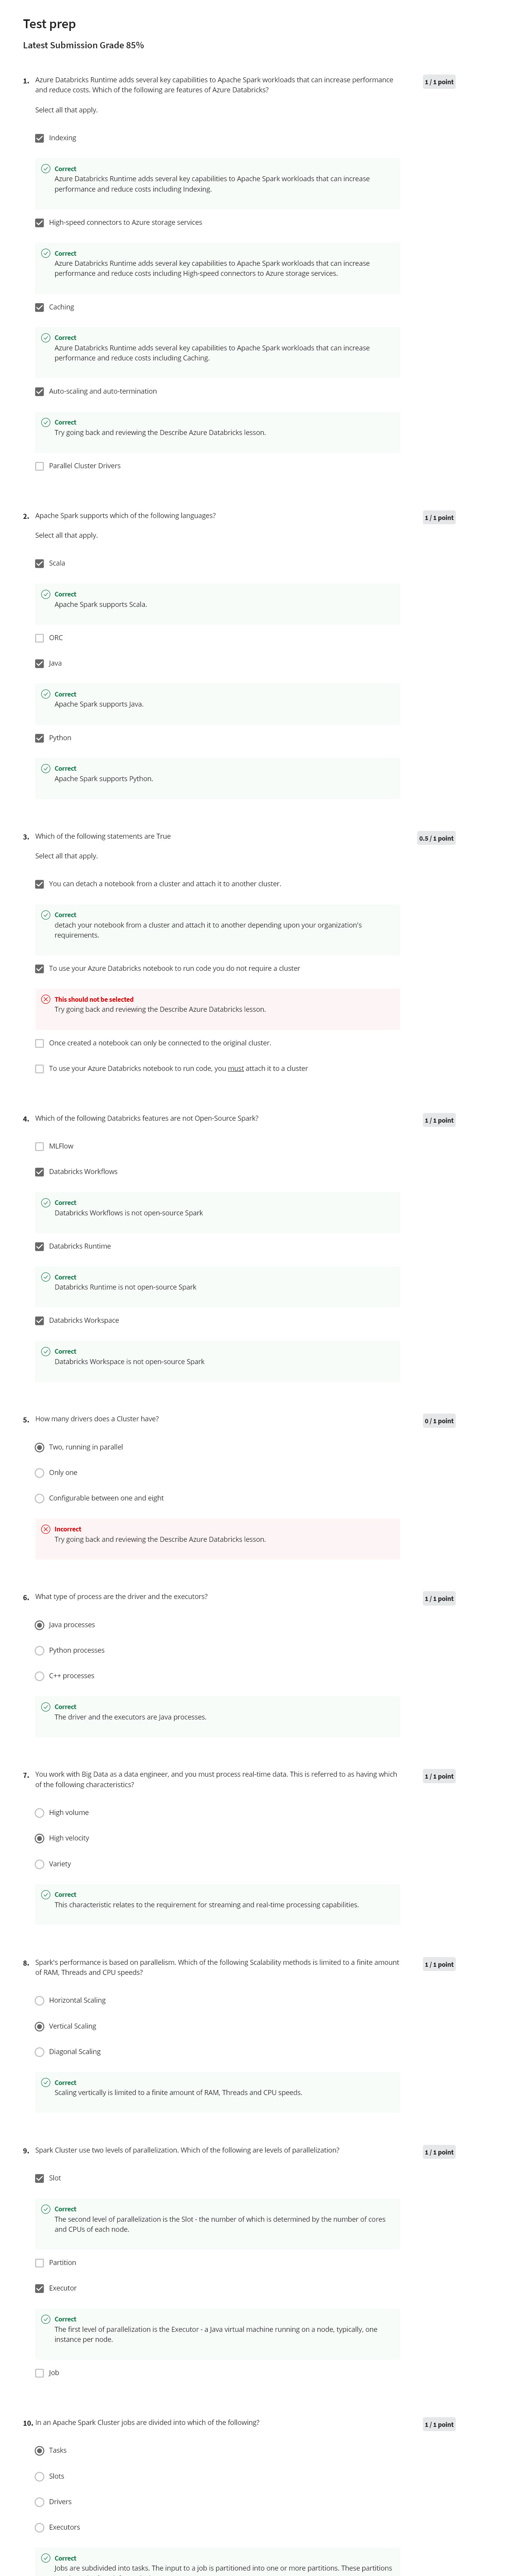 Test prep
Latest Submission Grade 85%
1. Azure Databricks Runtime adds several key capabilities to Apache Spark workloads that can increase performance
and reduce costs. Which of the following are features of Azure Databricks?
1 / 1 point
Select all that apply.
Indexing
Correct
Azure Databricks Runtime adds several key capabilities to Apache Spark workloads that can increase
performance and reduce costs including Indexing.
High-speed connectors to Azure storage services
Correct
Azure Databricks Runtime adds several key capabilities to Apache Spark workloads that can increase
performance and reduce costs including High-speed connectors to Azure storage services.
Caching
Correct
Azure Databricks Runtime adds several key capabilities to Apache Spark workloads that can increase
performance and reduce costs including Caching.
Auto-scaling and auto-termination
Correct
Try going back and reviewing the Describe Azure Databricks lesson.
Parallel Cluster Drivers
2. Apache Spark supports which of the following languages?
1 / 1 point
Select all that apply.
Scala
Correct
Apache Spark supports Scala.
ORC
Java
Correct
Apache Spark supports Java.
Python
Correct
Apache Spark supports Python.
3. Which of the following statements are True
0.5 / 1 point
Select all that apply.
You can detach a notebook from a cluster and attach it to another cluster.
Correct
detach your notebook from a cluster and attach it to another depending upon your organization's
requirements.
To use your Azure Databricks notebook to run code you do not require a cluster
This should not be selected
Try going back and reviewing the Describe Azure Databricks lesson.
Once created a notebook can only be connected to the original cluster.
To use your Azure Databricks notebook to run code, you must attach it to a cluster
4. Which of the following Databricks features are not Open-Source Spark?
1 / 1 point
MLFlow
Databricks Workflows
Correct
Databricks Workflows is not open-source Spark
Databricks Runtime
Correct
Databricks Runtime is not open-source Spark
Databricks Workspace
Correct
Databricks Workspace is not open-source Spark
5. How many drivers does a Cluster have?
0 / 1 point
Two, running in parallel
Only one
Configurable between one and eight
Incorrect
Try going back and reviewing the Describe Azure Databricks lesson.
6. What type of process are the driver and the executors?
1 / 1 point
Java processes
Python processes
C++ processes
Correct
The driver and the executors are Java processes.
7. You work with Big Data as a data engineer, and you must process real-time data. This is referred to as having which
of the following characteristics?
1 / 1 point
High volume
High velocity
Variety
Correct
This characteristic relates to the requirement for streaming and real-time processing capabilities.
8. Spark's performance is based on parallelism. Which of the following Scalability methods is limited to a finite amount
of RAM, Threads and CPU speeds?
1 / 1 point
Horizontal Scaling
Vertical Scaling
Diagonal Scaling
Correct
Scaling vertically is limited to a finite amount of RAM, Threads and CPU speeds.
9. Spark Cluster use two levels of parallelization. Which of the following are levels of parallelization?
1 / 1 point
Slot
Correct
The second level of parallelization is the Slot - the number of which is determined by the number of cores
and CPUs of each node.
Partition
Executor
Correct
The first level of parallelization is the Executor - a Java virtual machine running on a node, typically, one
instance per node.
Job
10. In an Apache Spark Cluster jobs are divided into which of the following?
1 / 1 point
Tasks
Slots
Drivers
Executors
Correct
Jobs are subdivided into tasks. The input to a job is partitioned into one or more partitions. These partitions